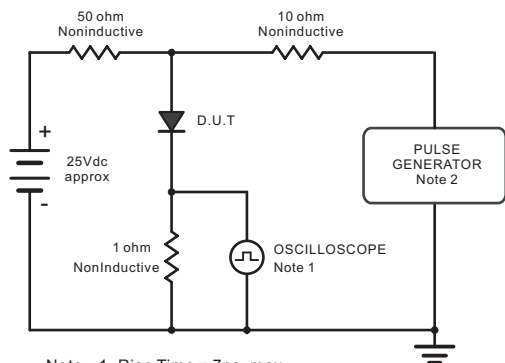 50 ohm
Noninductive
10 ohm
Noninductive
D.U.T
+
25Vdc
approx
-
PULSE
GENERATOR
Note 2
1 ohm
NonInductive
OSCILLOSCOPE
Note 1